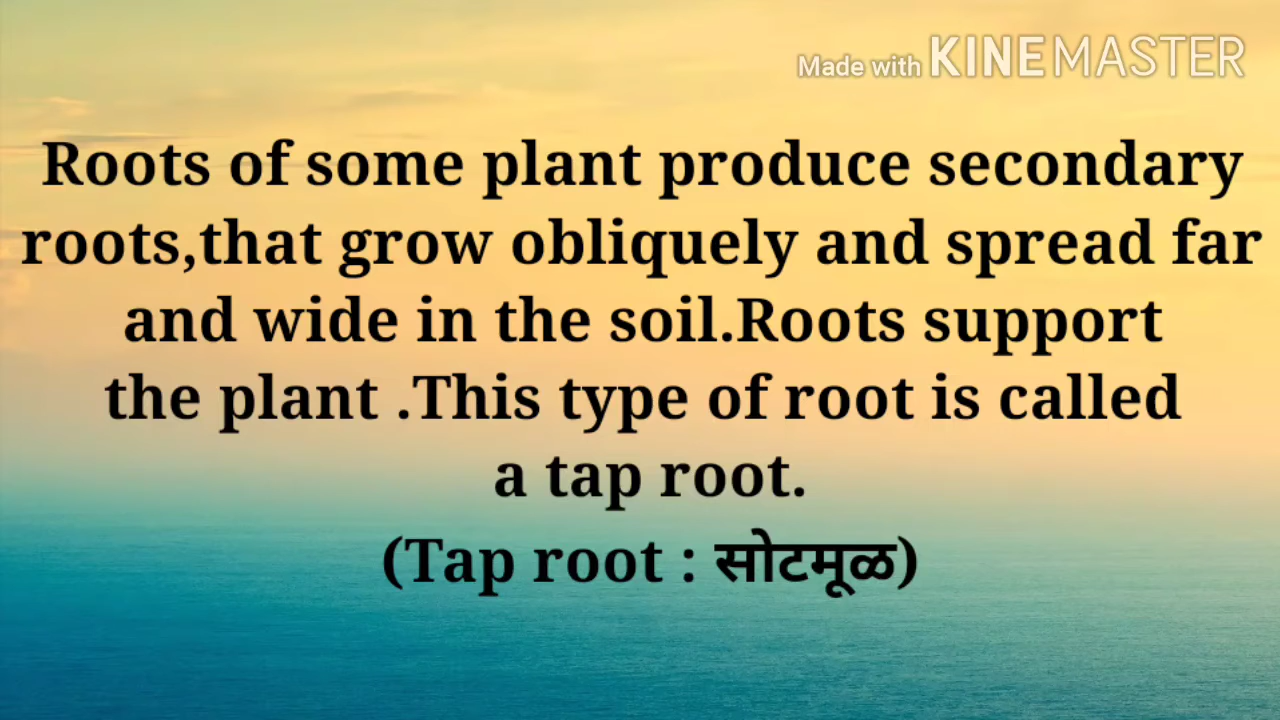 Made with KINEMASTER
Roots of some plant produce secondary
roots,that grow obliquely and spread far
and wide in the soil.Roots support
the plant .This type of root is called
a tap root.
(Tap root : सोटमूळ)